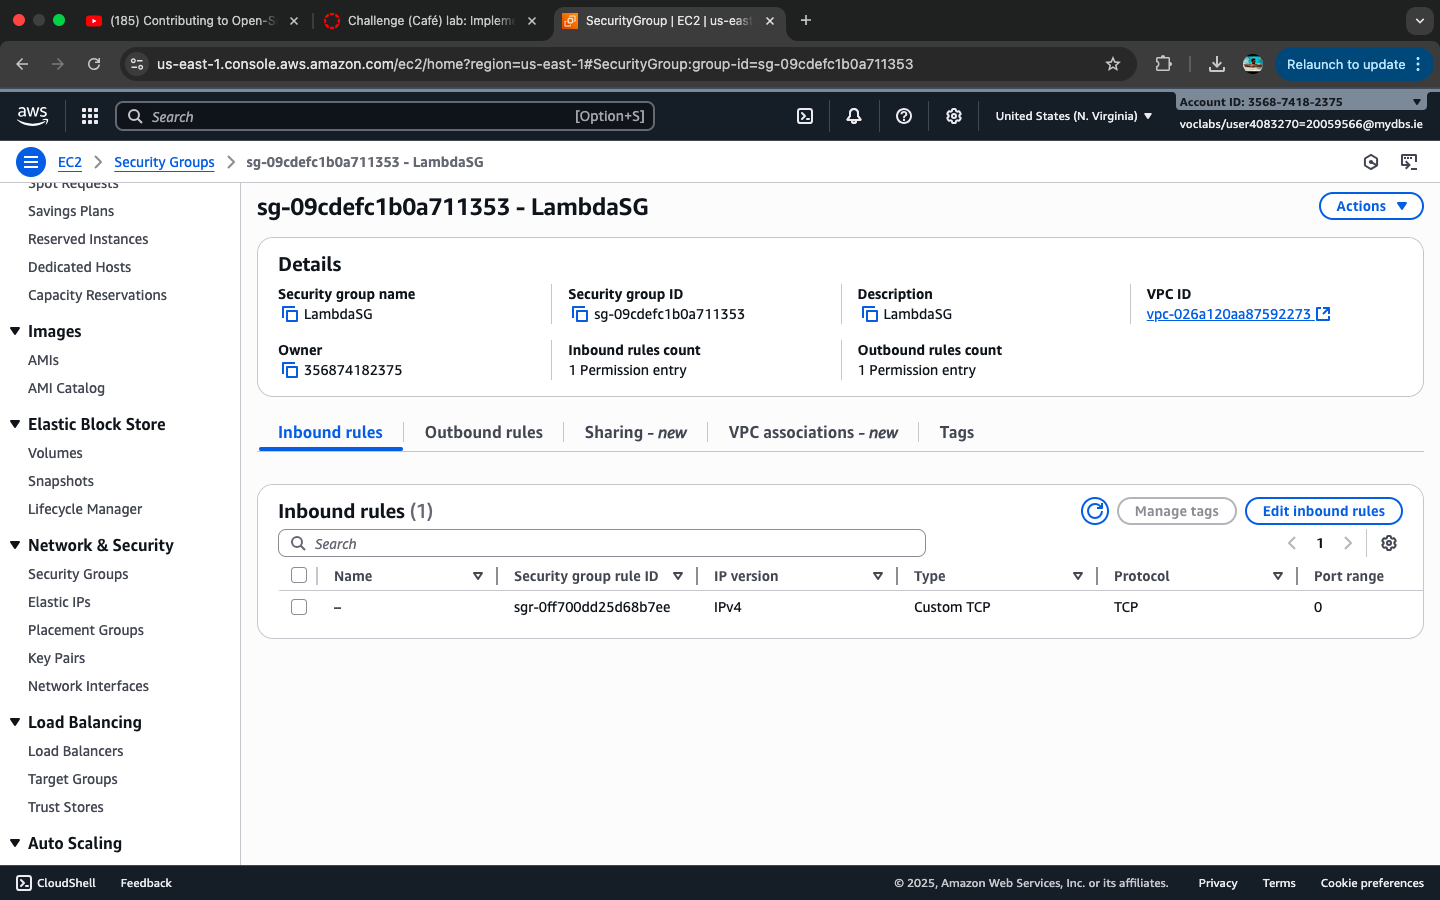 (185) Contributing to Open-S
Challenge (Café) lab: Impleme
SecurityGroup | EC2 | us-east
us-east-1.console.aws.amazon.com/ec2/home?region=us-east-1#SecurityGroup:group-id=sg-09cdefc1b0a711353
Relaunch to update
aws
Search
[Option+S]
United States (N. Virginia)
Account ID: 3568-7418-2375
voclabs/user4083270=20059566@mydbs.ie
EC2
Security Groups
sg-09cdefc1b0a711353 - LambdaSG
Spot Requests
Savings Plans
Reserved Instances
Dedicated Hosts
Capacity Reservations
Images
AMIs
AMI Catalog
Elastic Block Store
Volumes
Snapshots
Lifecycle Manager
Network & Security
Security Groups
Elastic IPs
Placement Groups
Key Pairs
Network Interfaces
Load Balancing
Load Balancers
Target Groups
Trust Stores
Auto Scaling
sg-09cdefc1b0a711353 - LambdaSG
Actions
Details
Security group name
LambdaSG
Security group ID
sg-09cdefc1b0a711353
Description
LambdaSG
VPC ID
vpc-026a120aa87592273
Owner
356874182375
Inbound rules count
1 Permission entry
Outbound rules count
1 Permission entry
Inbound rules
Outbound rules
Sharing - new
VPC associations - new
Tags
Inbound rules (1)
Manage tags
Edit inbound rules
Search
1
Name
Security group rule ID
IP version
Type
Protocol
Port range
–
sgr-0ff700dd25d68b7ee
IPv4
Custom TCP
TCP
0
CloudShell
Feedback
© 2025, Amazon Web Services, Inc. or its affiliates.
Privacy
Terms
Cookie preferences